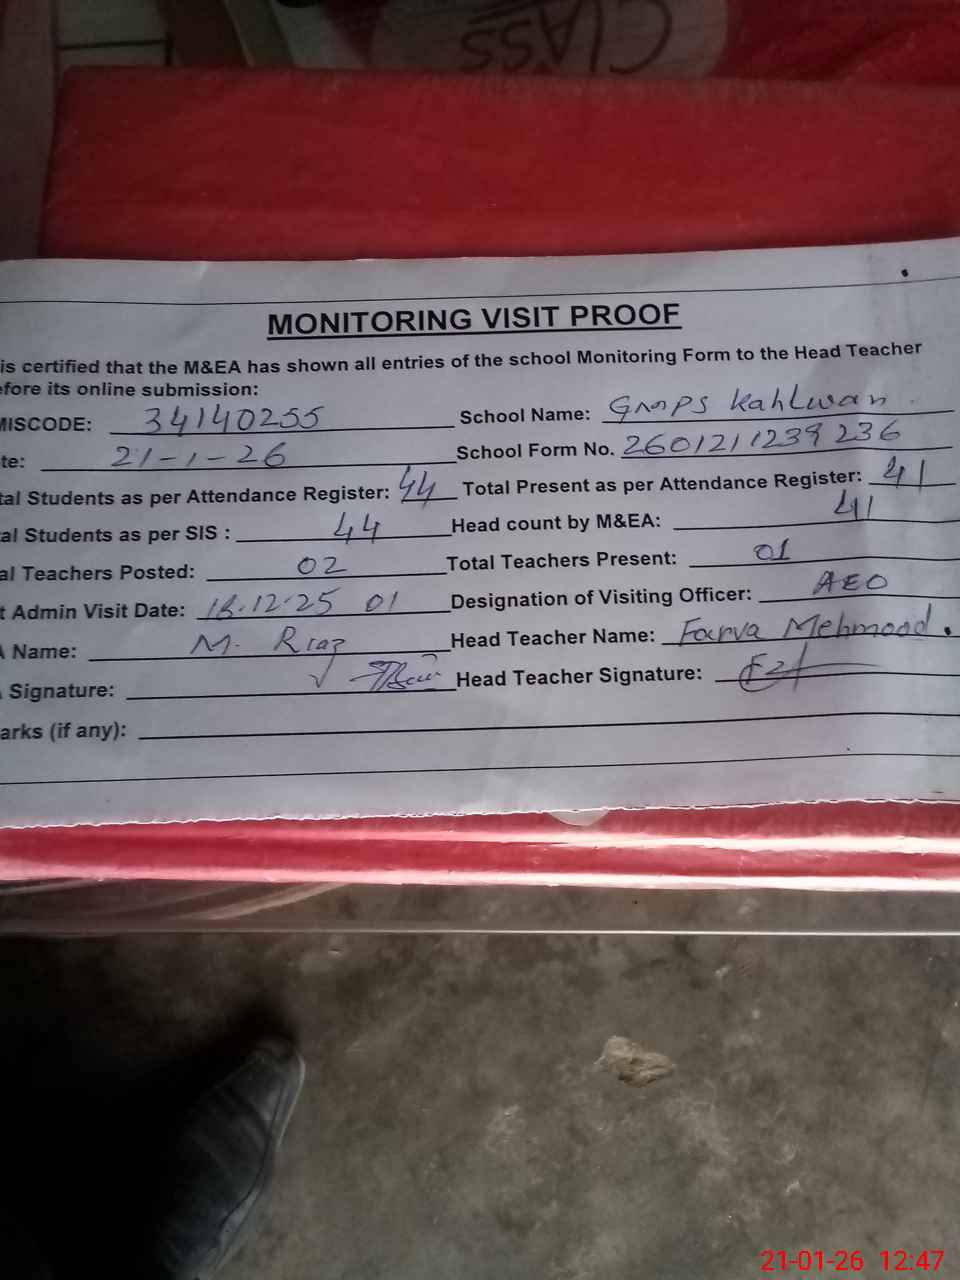 CLASS
MONITORING VISIT PROOF
is certified that the M&EA has shown all entries of the school Monitoring Form to the Head Teacher
efore its online submission:
MISCODE: 34140255 School Name: Gmmps Kahlwan.
te: 21-1-26 School Form No. 2601211239236
tal Students as per Attendance Register: 44 Total Present as per Attendance Register: 41
al Students as per SIS : 44 Head count by M&EA: 41
al Teachers Posted: 02 Total Teachers Present: 01
t Admin Visit Date: 18.12.25 01 Designation of Visiting Officer: AEO
A Name: M. Riaz Head Teacher Name: Farva Mehmood.
Signature: Head Teacher Signature:
arks (if any):
21-01-26 12:47